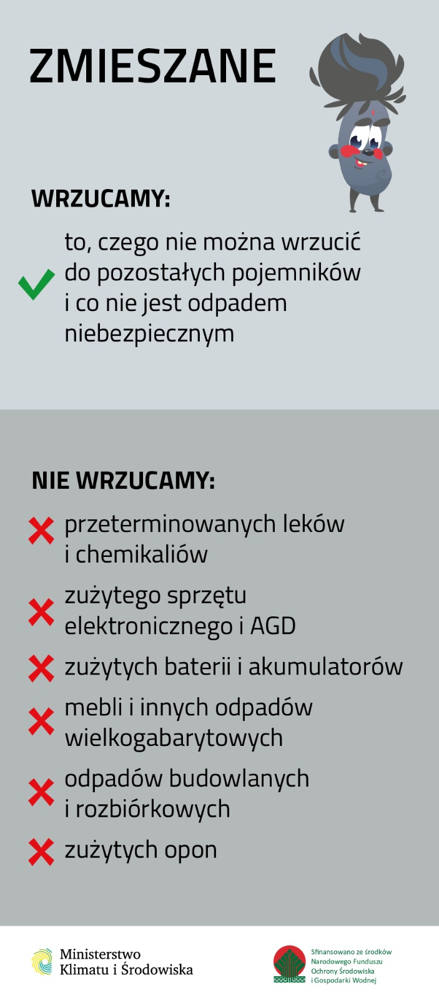 ZMIESZANE
WRZUCAMY:
to, czego nie można wrzucić
do pozostałych pojemników
i co nie jest odpadem
niebezpiecznym
NIE WRZUCAMY:
przeterminowanych leków
i chemikaliów
zużytego sprzętu
elektronicznego i AGD
zużytych baterii i akumulatorów
mebli i innych odpadów
wielkogabarytowych
odpadów budowlanych
i rozbiórkowych
zużytych opon
Ministerstwo
Klimatu i Środowiska
Sfinansowano ze środków
Narodowego Funduszu
Ochrony Środowiska
i Gospodarki Wodnej